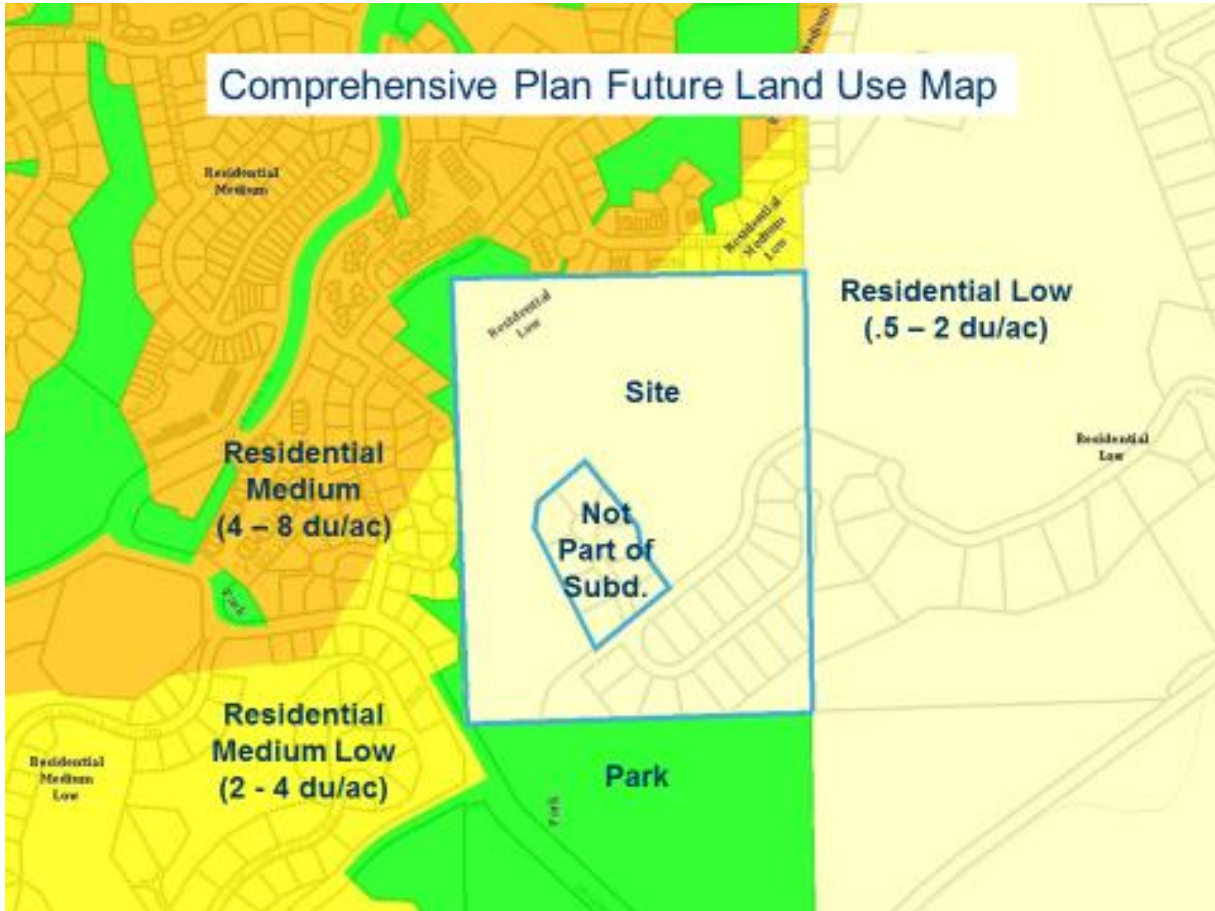 Comprehensive Plan Future Land Use Map
Residential
Medium
Residential
Medium
Low
Residential
Low
Residential Low
(.5 – 2 du/ac)
Site
Residential
Low
Residential
Medium
(4 – 8 du/ac)
Not
Part of
Subd.
Park
Residential
Medium Low
(2 - 4 du/ac)
Residential
Medium
Low
Park
Park